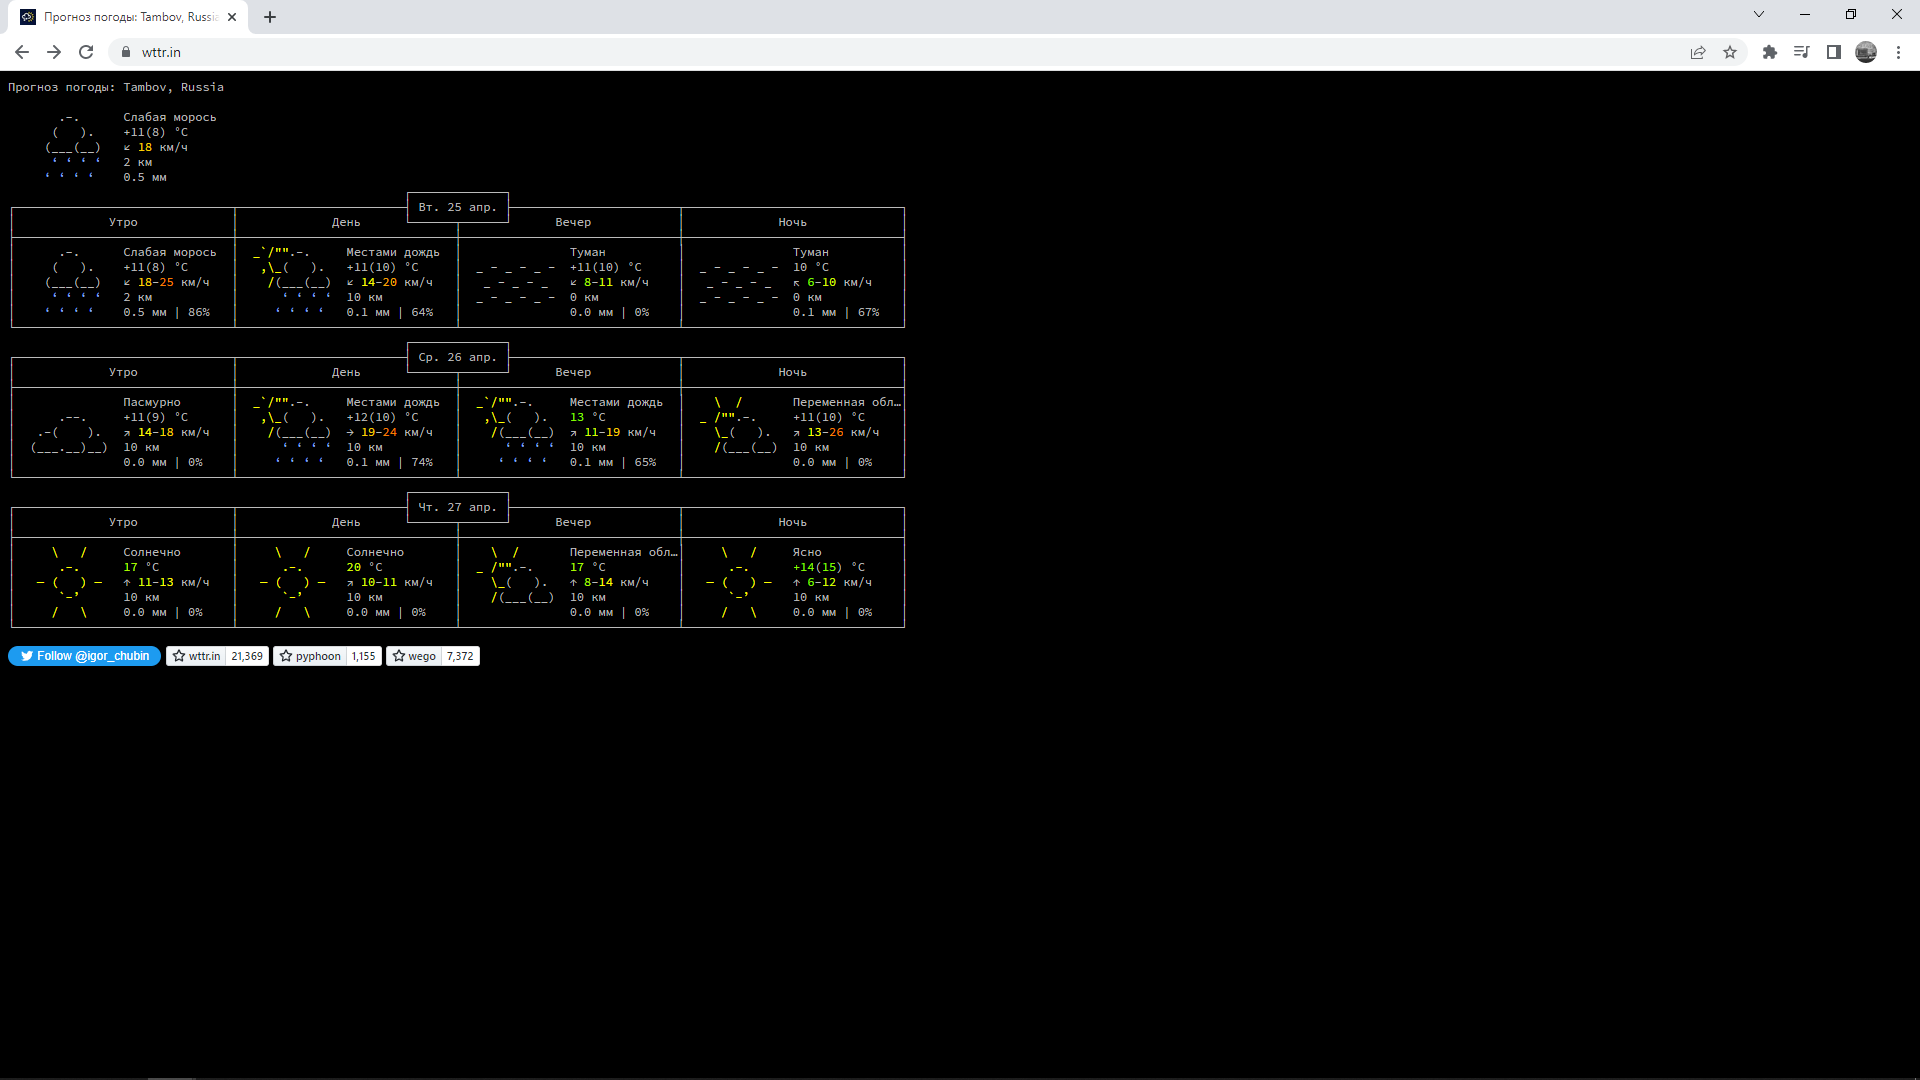 Прогноз погоды: Tambov, Russi
wttr.in
Прогноз погоды: Tambov, Russia
Слабая морось
+11(8) °C
↙ 18 км/ч
2 км
0.5 мм
Вт. 25 апр.
Утро День Вечер Ночь
Слабая морось Местами дождь Туман Туман
+11(8) °C +11(10) °C +11(10) °C 10 °C
↙ 18-25 км/ч ↙ 14-20 км/ч ↙ 8-11 км/ч ↖ 6-10 км/ч
2 км 10 км 0 км 0 км
0.5 мм | 86% 0.1 мм | 64% 0.0 мм | 0% 0.1 мм | 67%
Ср. 26 апр.
Утро День Вечер Ночь
Пасмурно Местами дождь Местами дождь Переменная обл…
+11(9) °C +12(10) °C 13 °C +11(10) °C
↗ 14-18 км/ч → 19-24 км/ч ↗ 11-19 км/ч ↗ 13-26 км/ч
10 км 10 км 10 км 10 км
0.0 мм | 0% 0.1 мм | 74% 0.1 мм | 65% 0.0 мм | 0%
Чт. 27 апр.
Утро День Вечер Ночь
Солнечно Солнечно Переменная обл… Ясно
17 °C 20 °C 17 °C +14(15) °C
↑ 11-13 км/ч ↗ 10-11 км/ч ↑ 8-14 км/ч ↑ 6-12 км/ч
10 км 10 км 10 км 10 км
0.0 мм | 0% 0.0 мм | 0% 0.0 мм | 0% 0.0 мм | 0%
Follow @igor_chubin wttr.in 21,369 pyphoon 1,155 wego 7,372